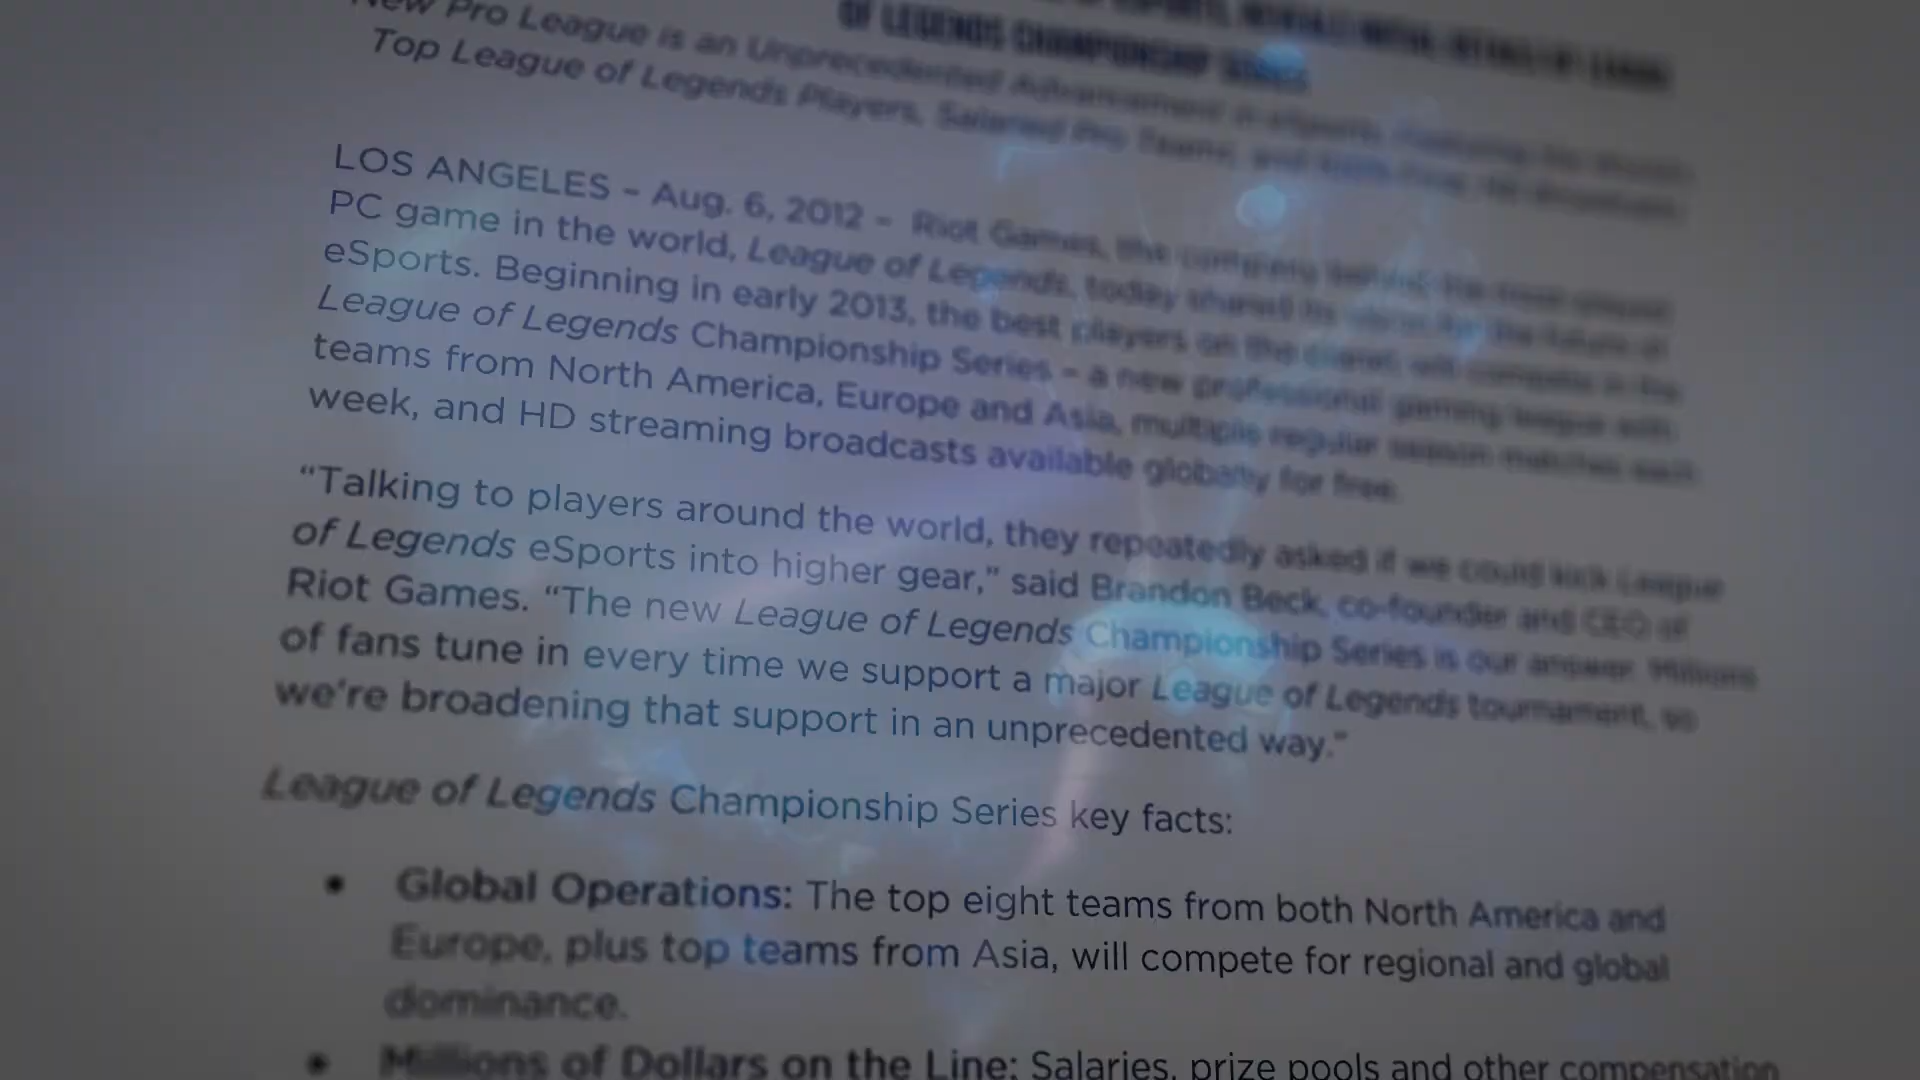 OF LEGENDS CHAMPIONSHIP SERIES
New Pro League is an Unprecedented Advancement in eSports, Featuring the World's
Top League of Legends Players, Salaried Pro Teams, and
LOS ANGELES – Aug. 6, 2012 – Riot Games, the company behind the most-played
PC game in the world, League of Legends, today shared its vision for the future of
eSports. Beginning in early 2013, the best players on the planet will compete in the
League of Legends Championship Series – a new professional gaming league with
teams from North America, Europe and Asia, multiple regular season matches each
week, and HD streaming broadcasts available globally for free.
“Talking to players around the world, they repeatedly asked if we could kick League
of Legends eSports into higher gear,” said Brandon Beck, co-founder and CEO of
Riot Games. “The new League of Legends Championship Series is our answer. Millions
of fans tune in every time we support a major League of Legends tournament, so
we’re broadening that support in an unprecedented way.”
League of Legends Championship Series key facts:
• Global Operations: The top eight teams from both North America and
Europe, plus top teams from Asia, will compete for regional and global
dominance.
• Millions of Dollars on the Line: Salaries, prize pools and other compensation